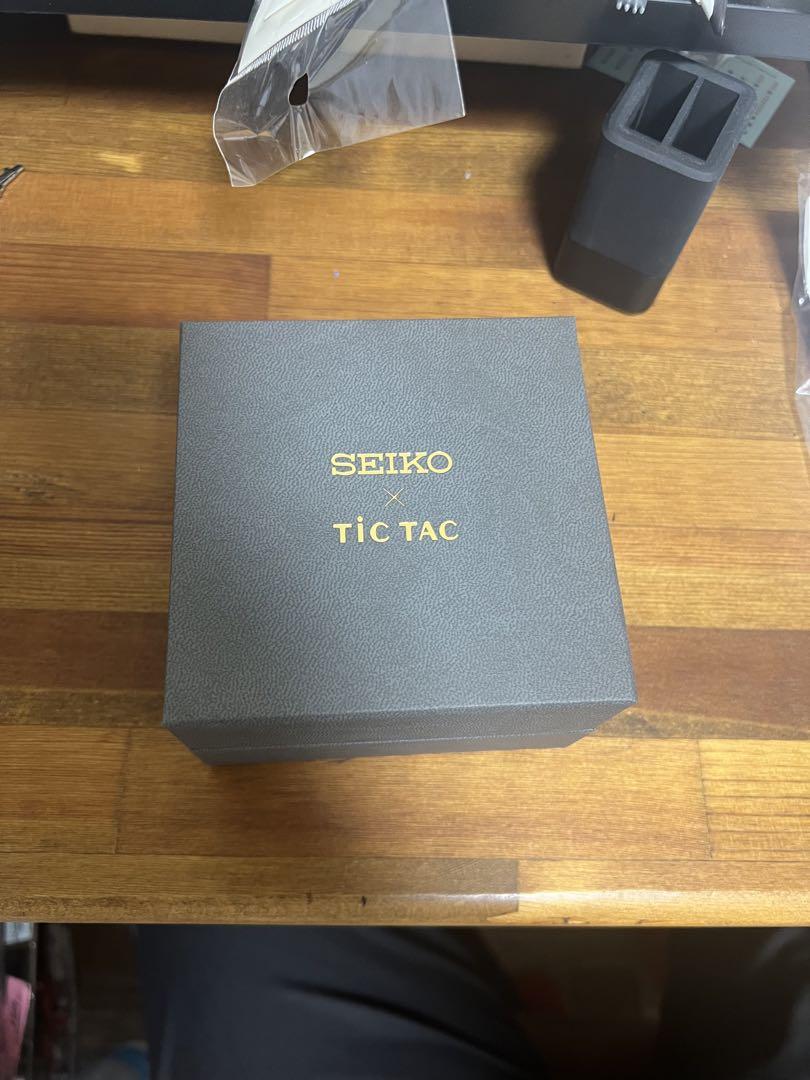 SEIKO
×
TiC TAC